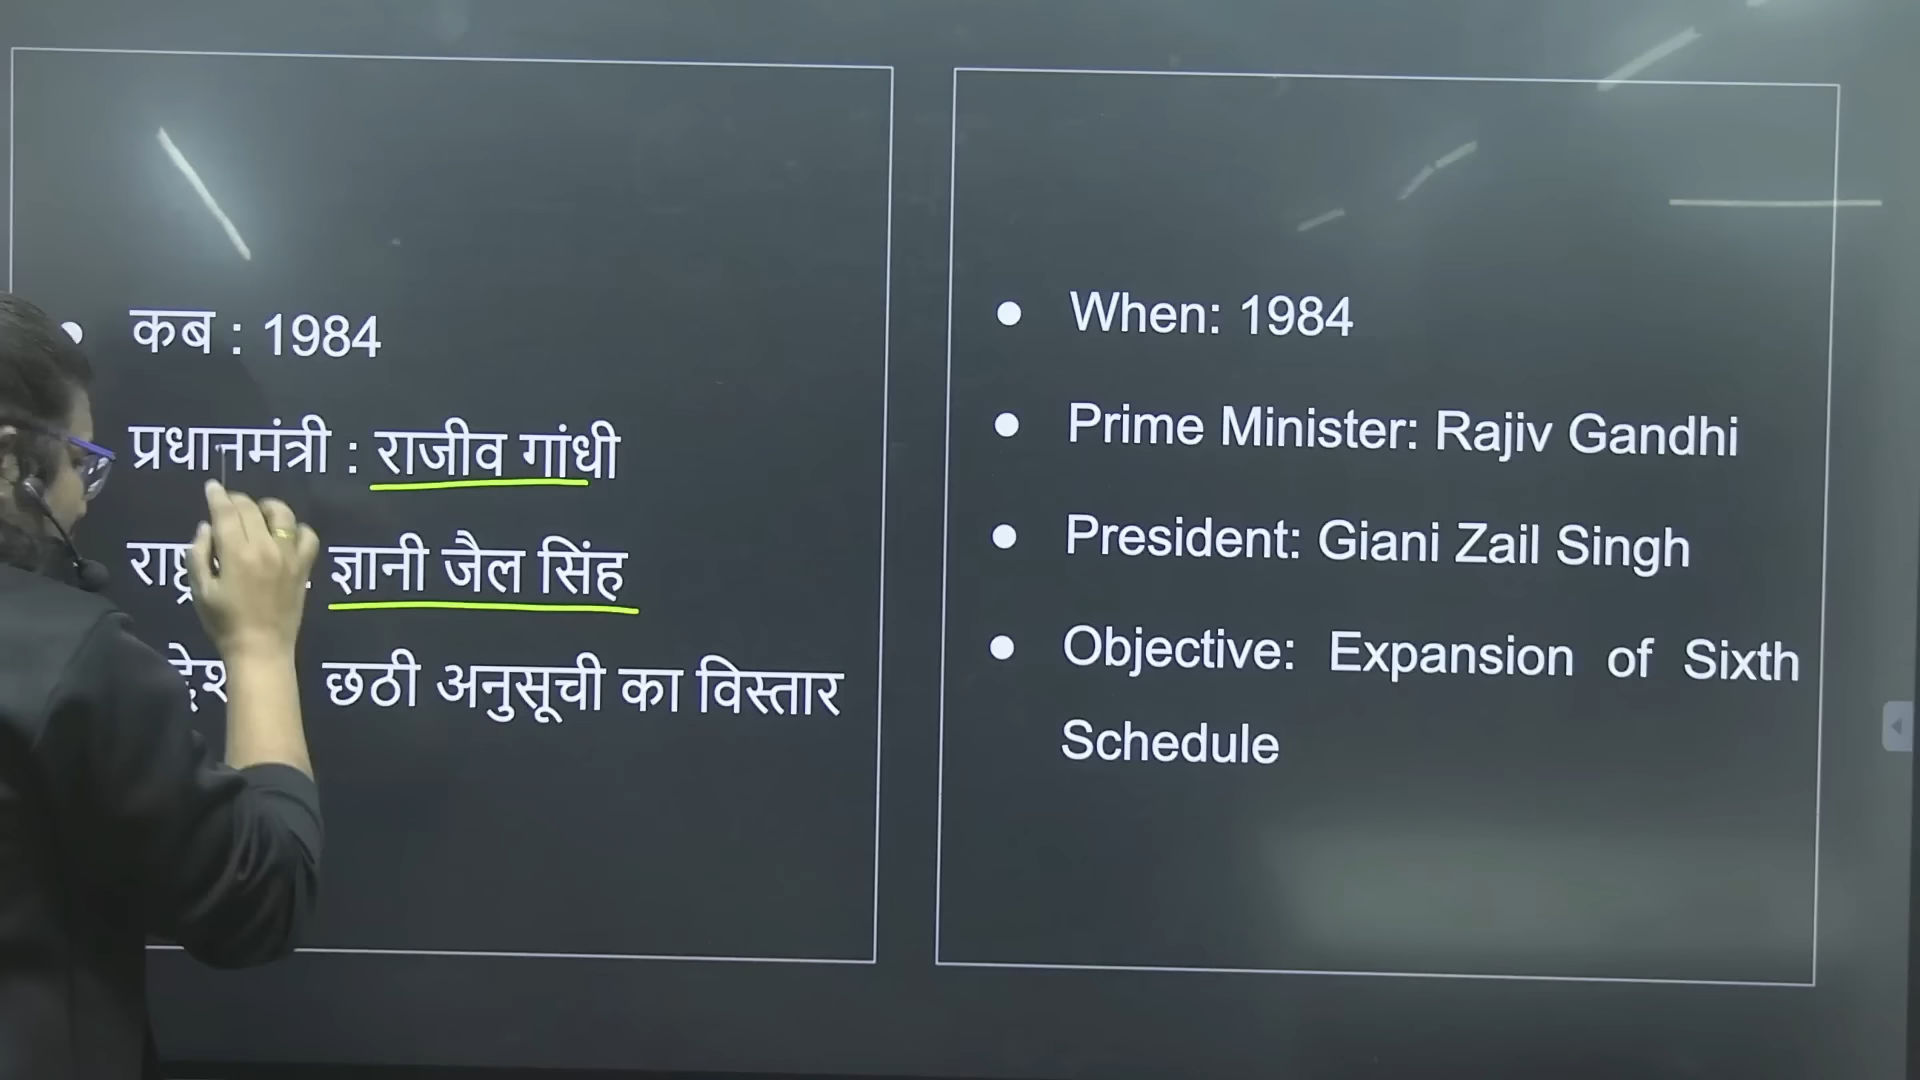 कब : 1984
प्रधानमंत्री : राजीव गांधी
ज्ञानी जैल सिंह
छठी अनुसूची का विस्तार
When: 1984
Prime Minister: Rajiv Gandhi
President: Giani Zail Singh
Objective: Expansion of Sixth
Schedule